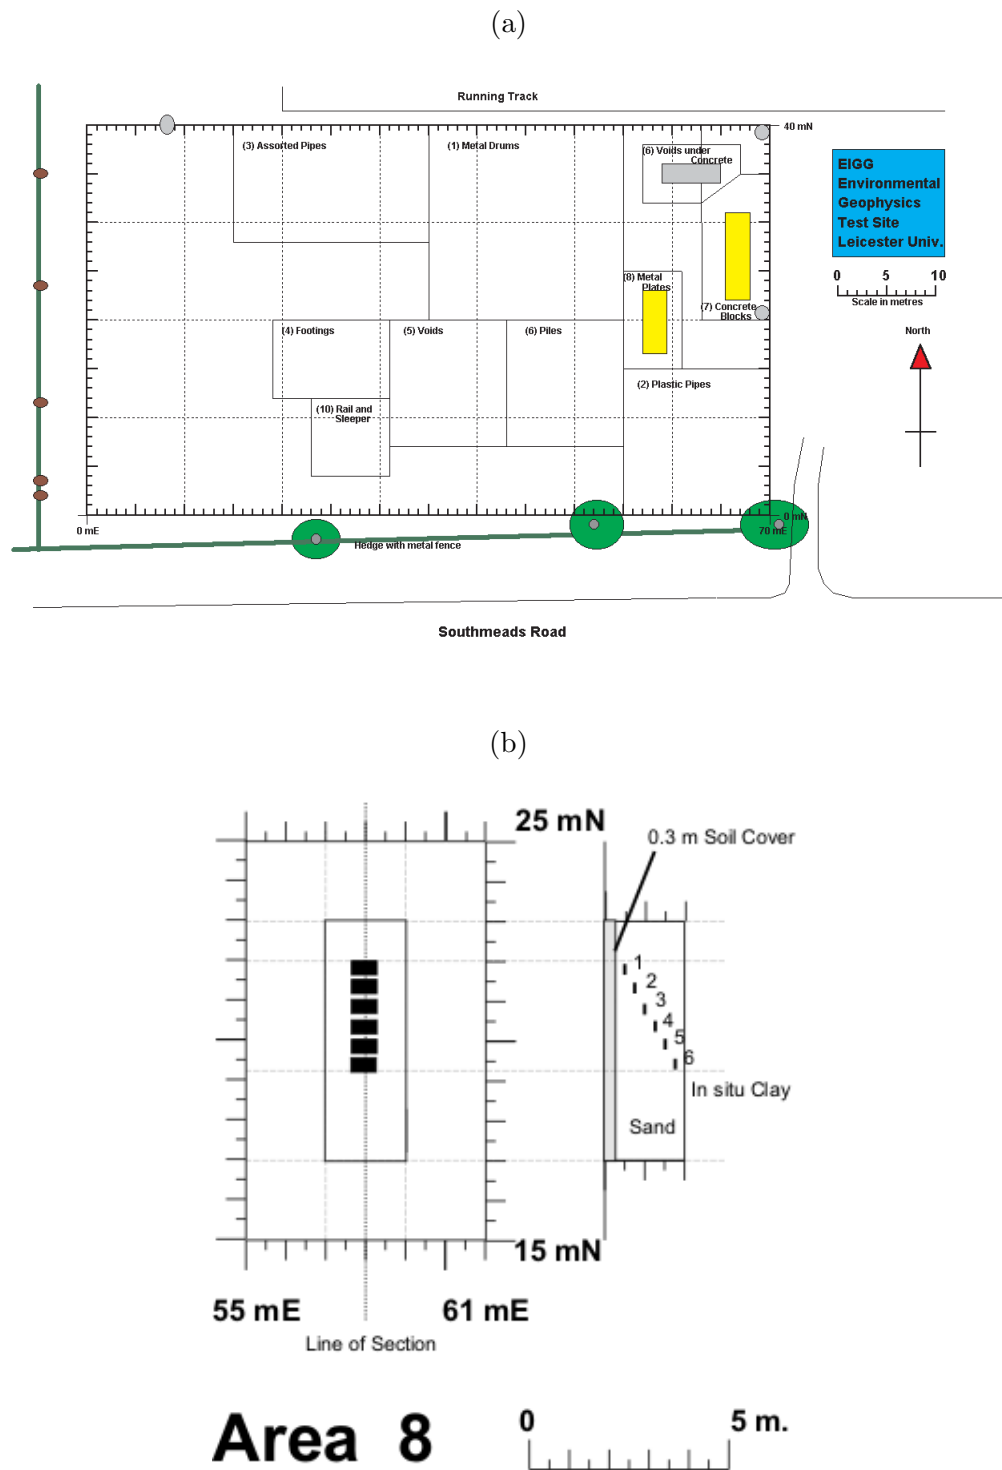 (a)
Running Track
40 mN
(3) Assorted Pipes
(1) Metal Drums
(6) Voids under
Concrete
EIGG
Environmental
Geophysics
Test Site
Leicester Univ.
0 5 10
Scale in metres
(8) Metal
Plates
(7) Concrete
Blocks
(4) Footings
(5) Voids
(6) Piles
North
(2) Plastic Pipes
(10) Rail and
Sleeper
0 mN
0 mE
70 mE
Hedge with metal fence
Southmeads Road
(b)
25 mN
0.3 m Soil Cover
1
2
3
4
5
6
In situ Clay
Sand
15 mN
55 mE
61 mE
Line of Section
Area 8
0 5 m.